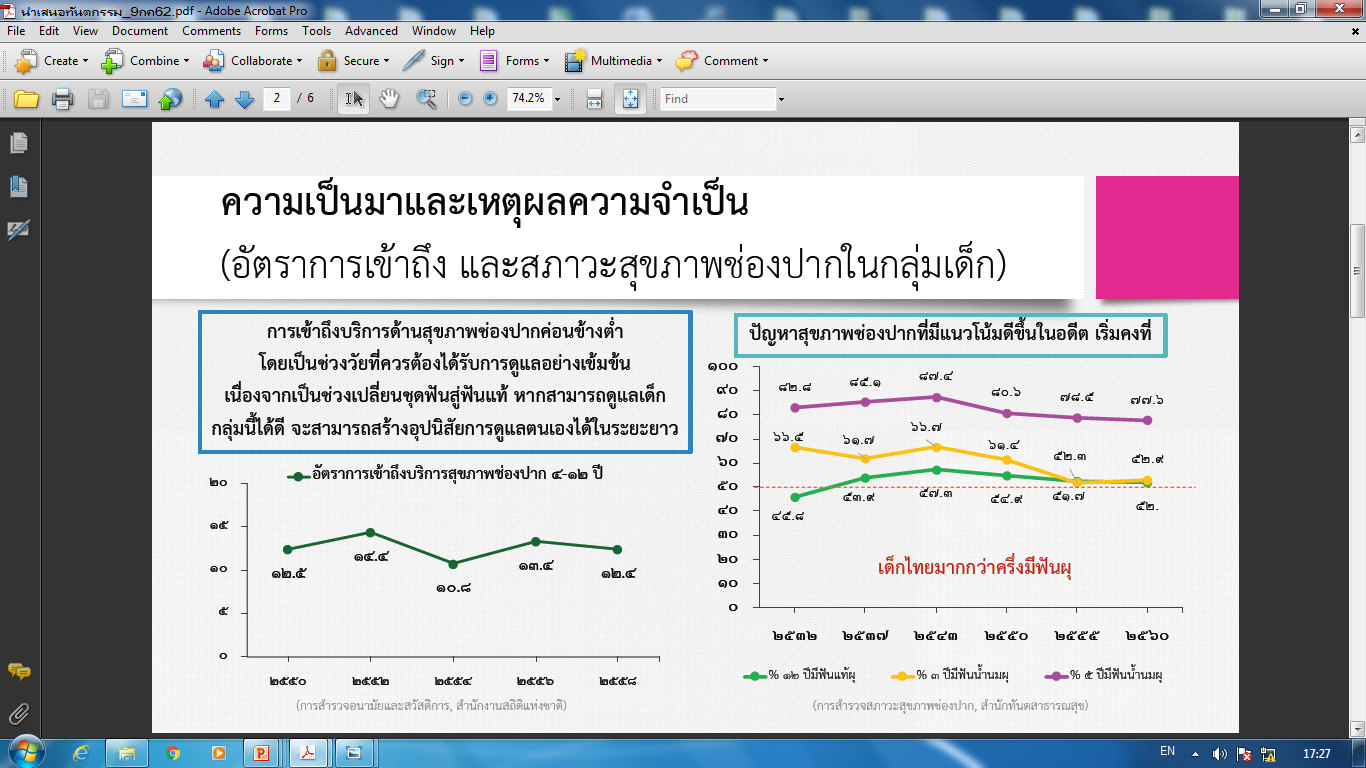 นำเสนอทันตกรรม_9กค62.pdf - Adobe Acrobat Pro
File Edit View Document Comments Forms Tools Advanced Window Help
Create Combine Collaborate Secure Sign Forms Multimedia Comment
2 / 6 74.2% Find
ความเป็นมาและเหตุผลความจำเป็น
(อัตราการเข้าถึง และสภาวะสุขภาพช่องปากในกลุ่มเด็ก)
การเข้าถึงบริการด้านสุขภาพช่องปากค่อนข้างต่ำ
โดยเป็นช่วงวัยที่ควรต้องได้รับการดูแลอย่างเข้มข้น
เนื่องจากเป็นช่วงเปลี่ยนชุดฟันสู่ฟันแท้ หากสามารถดูแลเด็ก
กลุ่มนี้ได้ดี จะสามารถสร้างอุปนิสัยการดูแลตนเองได้ในระยะยาว
อัตราการเข้าถึงบริการสุขภาพช่องปาก ๔-๑๒ ปี
๒๐
๑๕
๑๐
๕
๐
๑๒.๕ ๑๔.๔ ๑๐.๘ ๑๓.๔ ๑๒.๔
๒๕๕๐ ๒๕๕๒ ๒๕๕๔ ๒๕๕๖ ๒๕๕๘
(การสำรวจอนามัยและสวัสดิการ, สำนักงานสถิติแห่งชาติ)
ปัญหาสุขภาพช่องปากที่มีแนวโน้มดีขึ้นในอดีต เริ่มคงที่
๑๐๐
๙๐
๘๐
๗๐
๖๐
๕๐
๔๐
๓๐
๒๐
๑๐
๐
๘๒.๘ ๘๕.๑ ๘๗.๔ ๘๐.๖ ๗๘.๕ ๗๗.๖
๖๖.๕ ๖๑.๗ ๖๖.๗ ๖๑.๔ ๕๒.๓ ๕๒.๙
๔๕.๘ ๕๓.๙ ๕๗.๓ ๕๔.๙ ๕๑.๗ ๕๒.
เด็กไทยมากกว่าครึ่งมีฟันผุ
๒๕๓๒ ๒๕๓๗ ๒๕๔๓ ๒๕๕๐ ๒๕๕๕ ๒๕๖๐
% ๑๒ ปีมีฟันแท้ผุ % ๓ ปีมีฟันน้ำนมผุ % ๕ ปีมีฟันน้ำนมผุ
(การสำรวจสภาวะสุขภาพช่องปาก, สำนักทันตสาธารณสุข)
EN 17:27